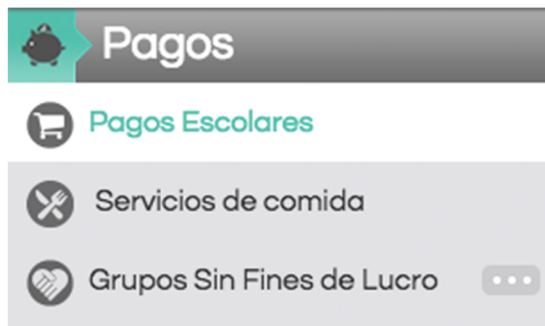 Pagos
Pagos Escolares
Servicios de comida
Grupos Sin Fines de Lucro